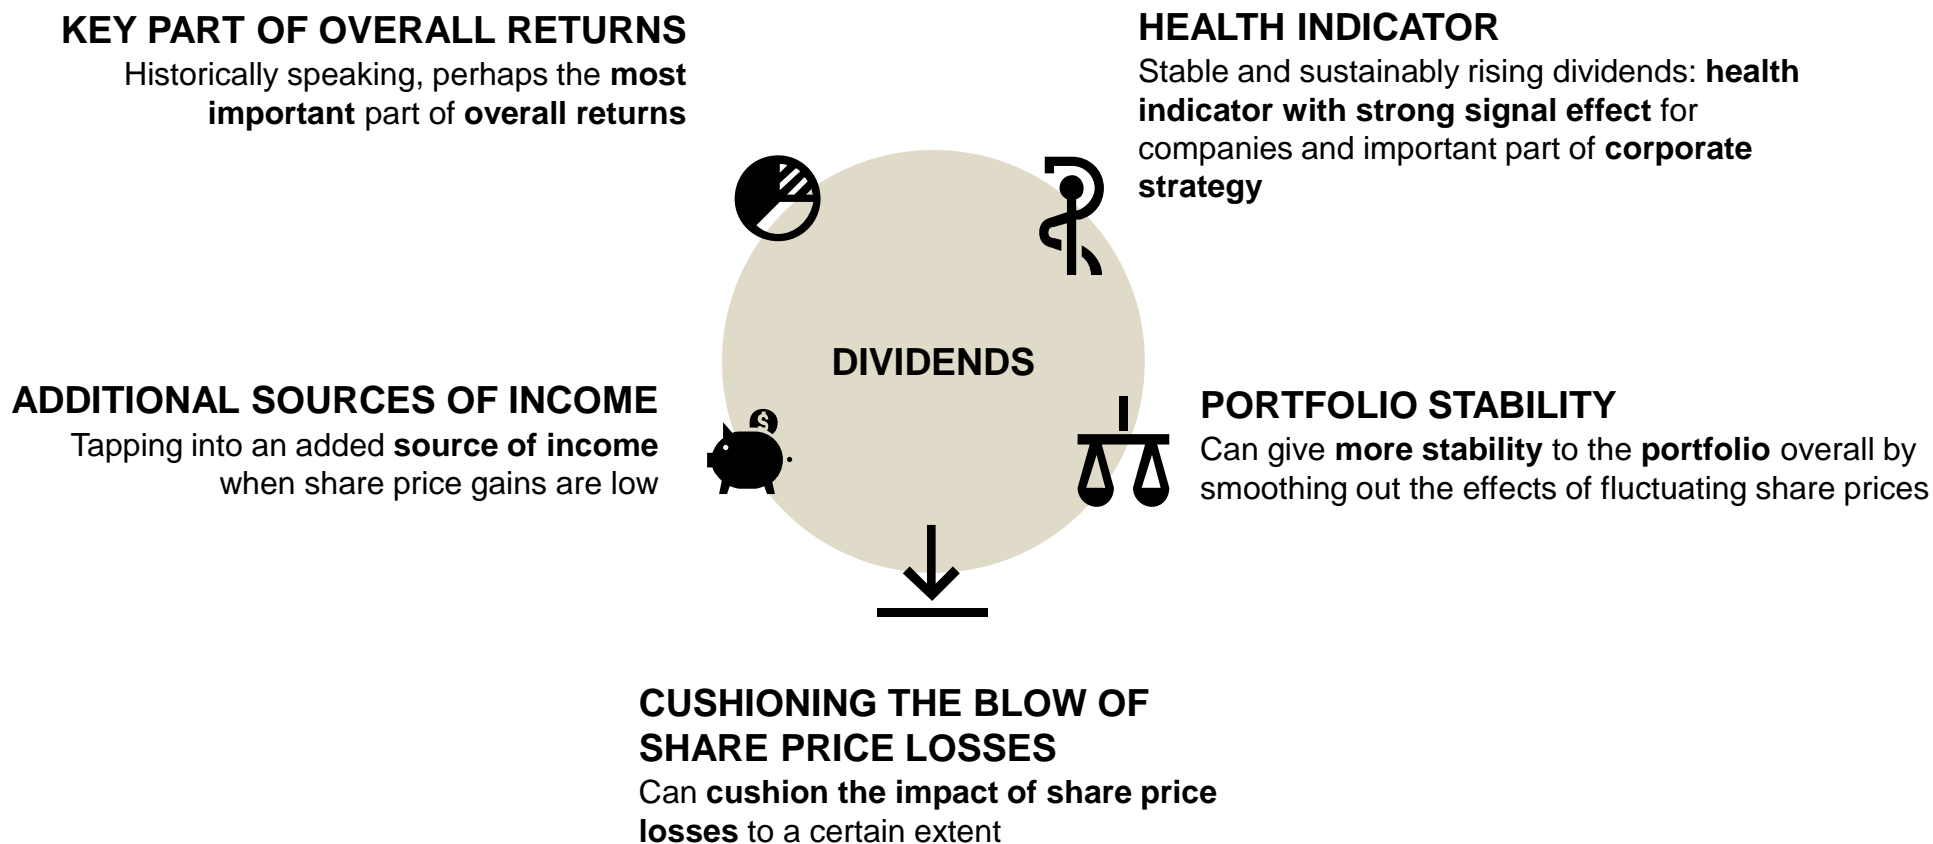 KEY PART OF OVERALL RETURNS
Historically speaking, perhaps the most
important part of overall returns
HEALTH INDICATOR
Stable and sustainably rising dividends: health
indicator with strong signal effect for
companies and important part of corporate
strategy
DIVIDENDS
ADDITIONAL SOURCES OF INCOME
Tapping into an added source of income
when share price gains are low
$
PORTFOLIO STABILITY
Can give more stability to the portfolio overall by
smoothing out the effects of fluctuating share prices
CUSHIONING THE BLOW OF
SHARE PRICE LOSSES
Can cushion the impact of share price
losses to a certain extent